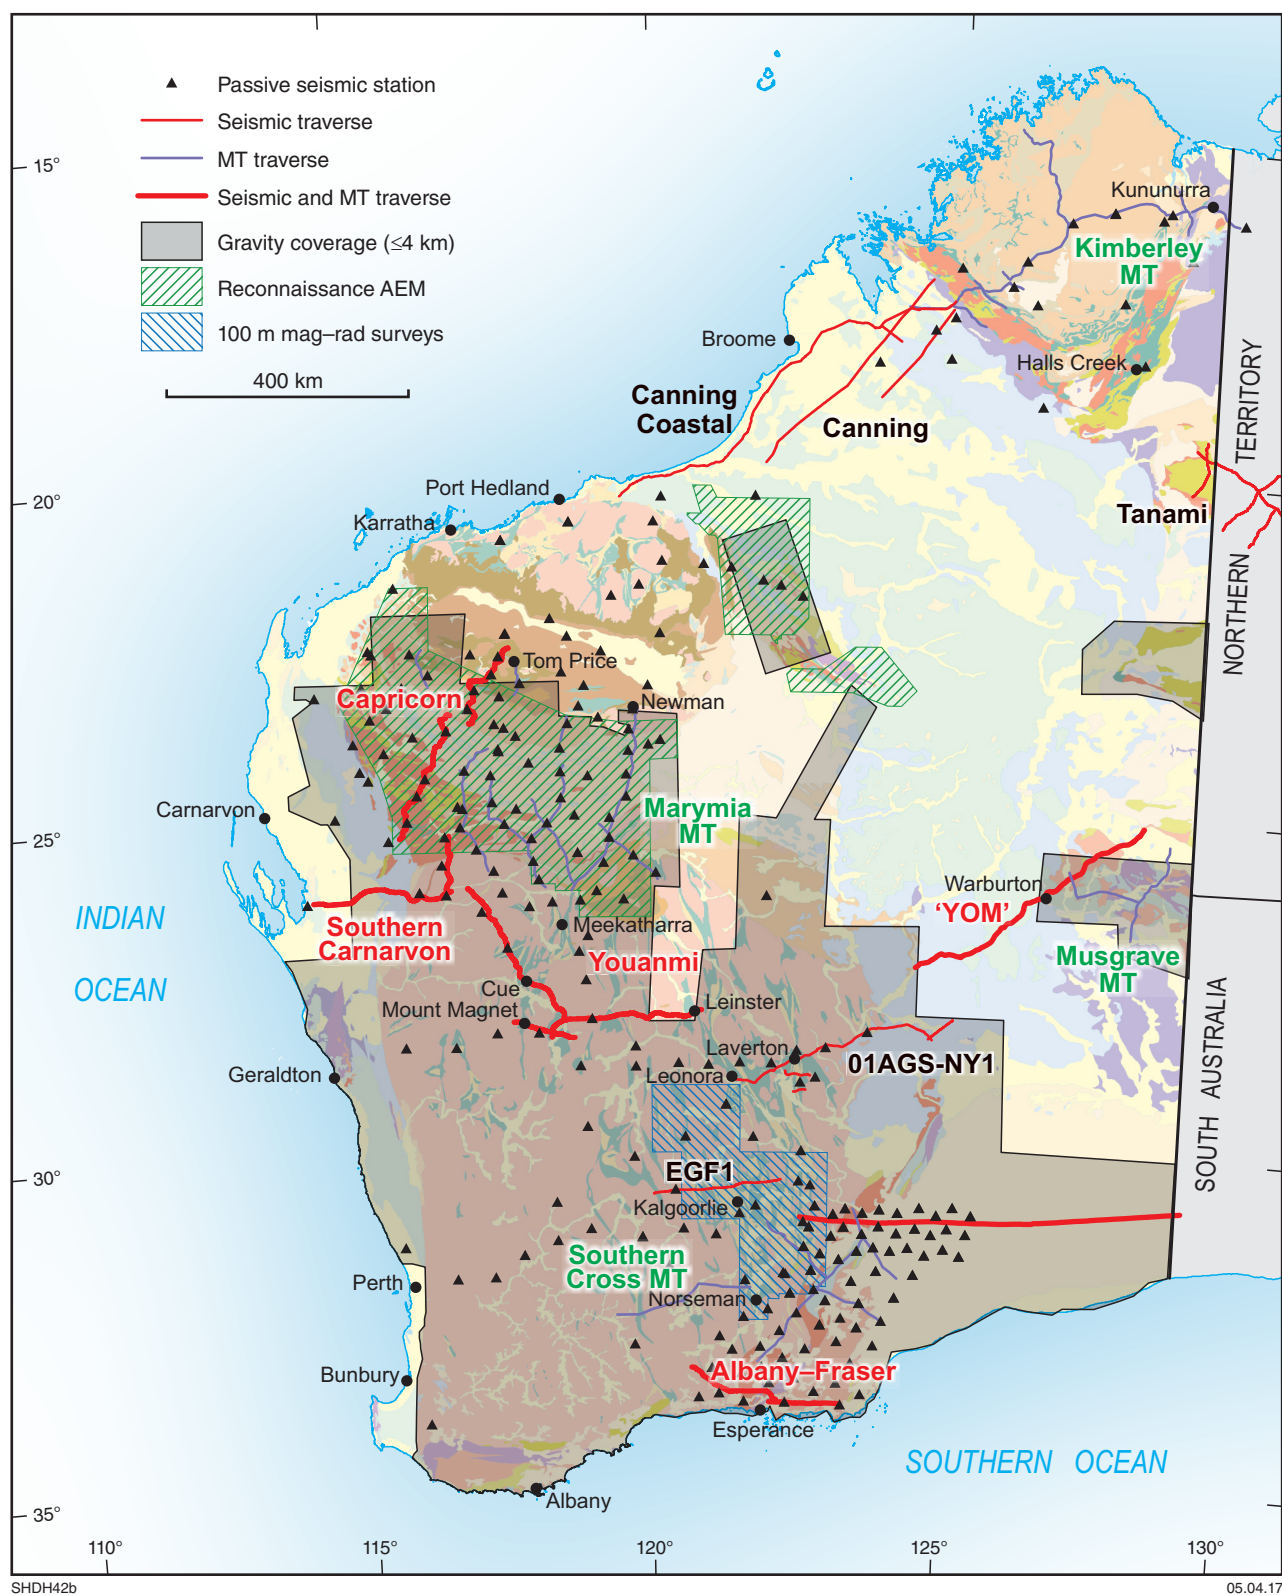 Passive seismic station
Seismic traverse
MT traverse
Seismic and MT traverse
Gravity coverage (≤4 km)
Reconnaissance AEM
100 m mag–rad surveys
400 km
15°
20°
25°
30°
35°
Kununurra
Kimberley
MT
Broome
Halls Creek
Canning
Coastal
Canning
NORTHERN TERRITORY
Port Hedland
Karratha
Tanami
Tom Price
Capricorn
Newman
Carnarvon
Marymia
MT
Warburton
'YOM'
INDIAN
OCEAN
Southern
Carnarvon
Meekatharra
Youanmi
Musgrave
MT
Cue
Mount Magnet
Leinster
SOUTH AUSTRALIA
Laverton
01AGS-NY1
Geraldton
Leonora
EGF1
Kalgoorlie
Southern
Cross MT
Perth
Norseman
Albany–Fraser
Bunbury
Esperance
SOUTHERN OCEAN
Albany
110°
115°
120°
125°
130°
SHDH42b
05.04.17